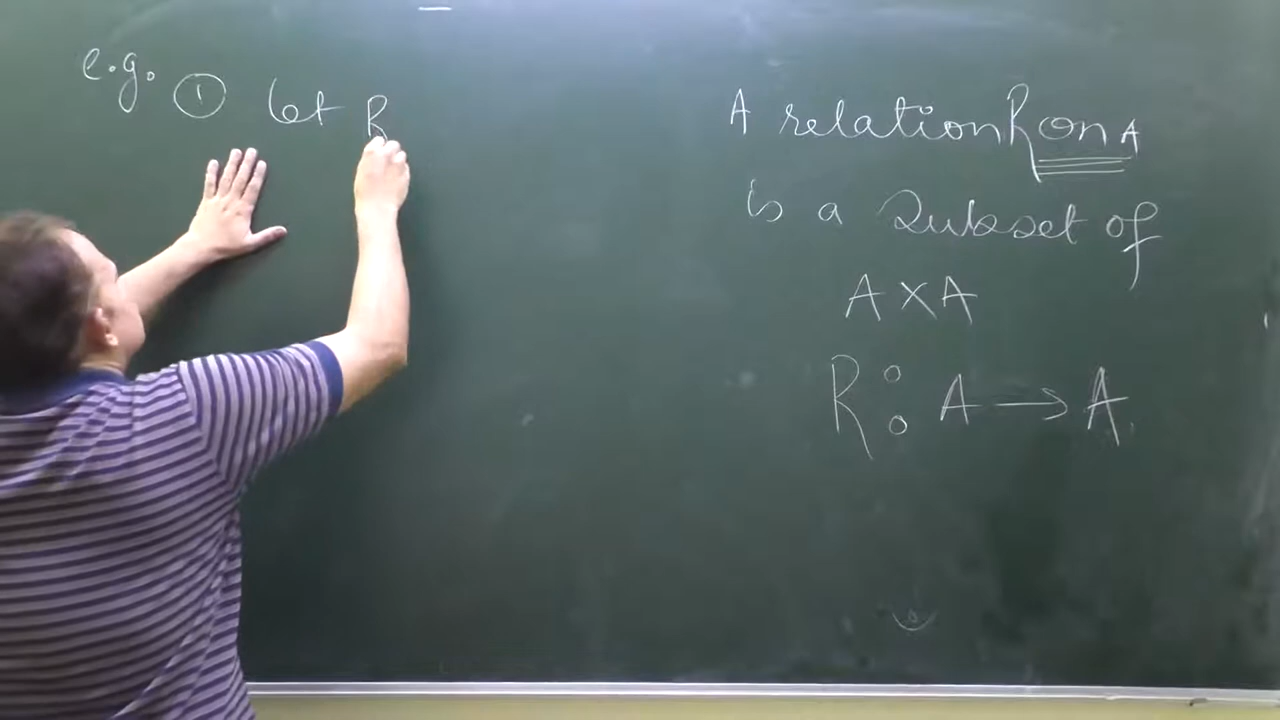 e.g. ① Let R
A relation R on A
is a Subset of
A X A
R : A → A